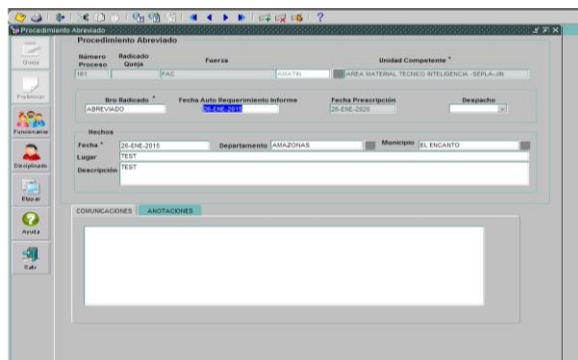 Procedimiento Abreviado
Procedimiento Abreviado
Número Proceso Radicado Queja Fuerza Unidad Competente *
161 FAC AMATIN AREA MATERIAL TECNICO INTELIGENCIA -SEPLA-JIN
Nro Radicado * Fecha Auto Requerimiento Informe Fecha Prescripción Despacho
ABREVIADO 26-ENE-2015 26-ENE-2020
Hechos
Fecha * 26-ENE-2015 Departamento AMAZONAS Municipio EL ENCANTO
Lugar TEST
Descripción TEST
COMUNICACIONES ANOTACIONES
Queja
Preliminar
Funcionarios
Disciplinado
Etapas
Ayuda
Salir